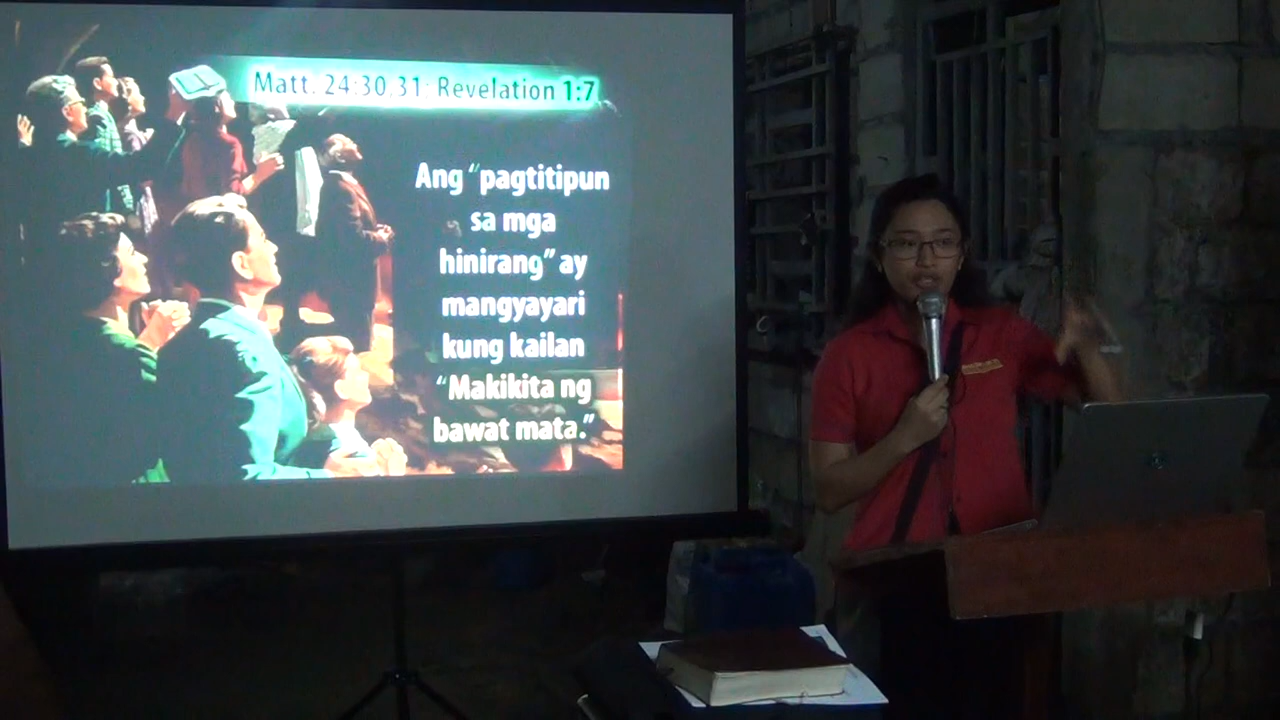 Matt. 24:30,31; Revelation 1:7
Ang “pagtitipun
sa mga
hinirang” ay
mangyayari
kung kailan
“Makikita ng
bawat mata.”